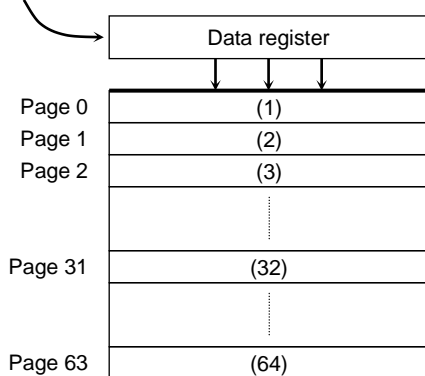 Data register
Page 0 (1)
Page 1 (2)
Page 2 (3)
Page 31 (32)
Page 63 (64)